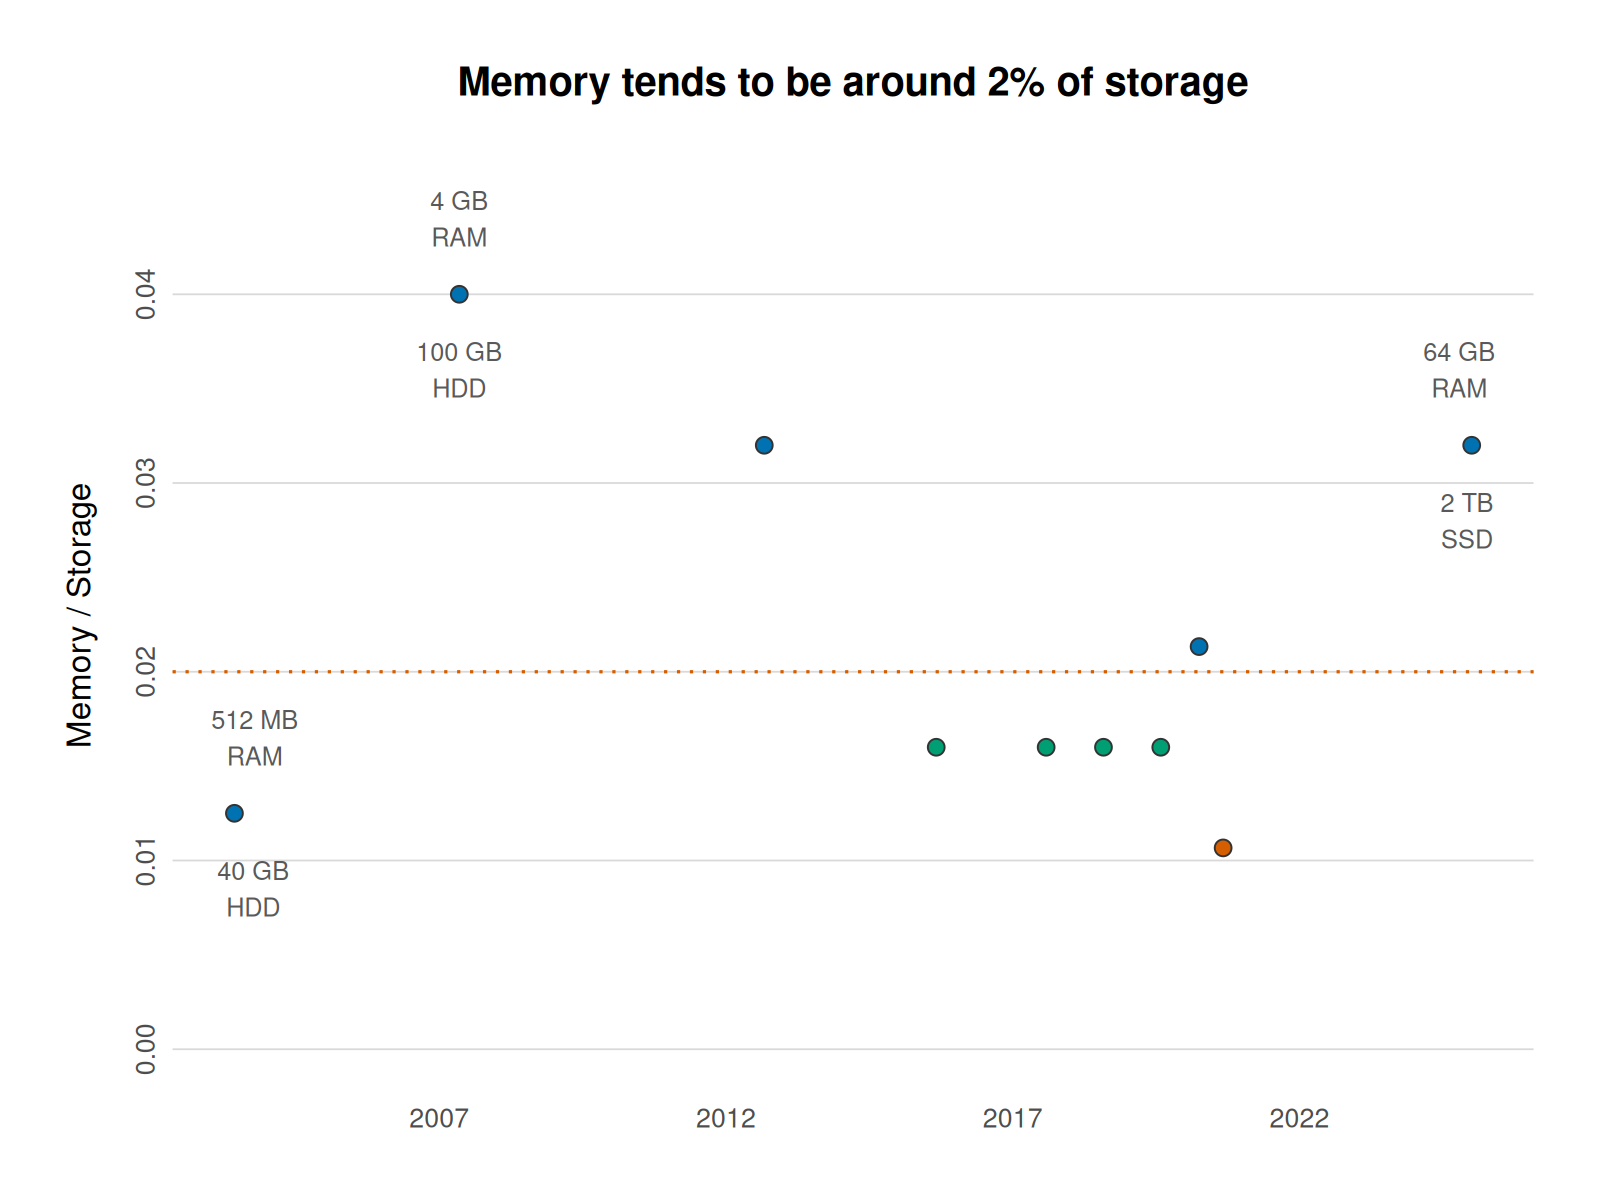 Memory tends to be around 2% of storage
4 GB
RAM
0.04
100 GB
HDD
64 GB
RAM
0.03
2 TB
SSD
Memory / Storage
0.02
512 MB
RAM
0.01
40 GB
HDD
0.00
2007
2012
2017
2022